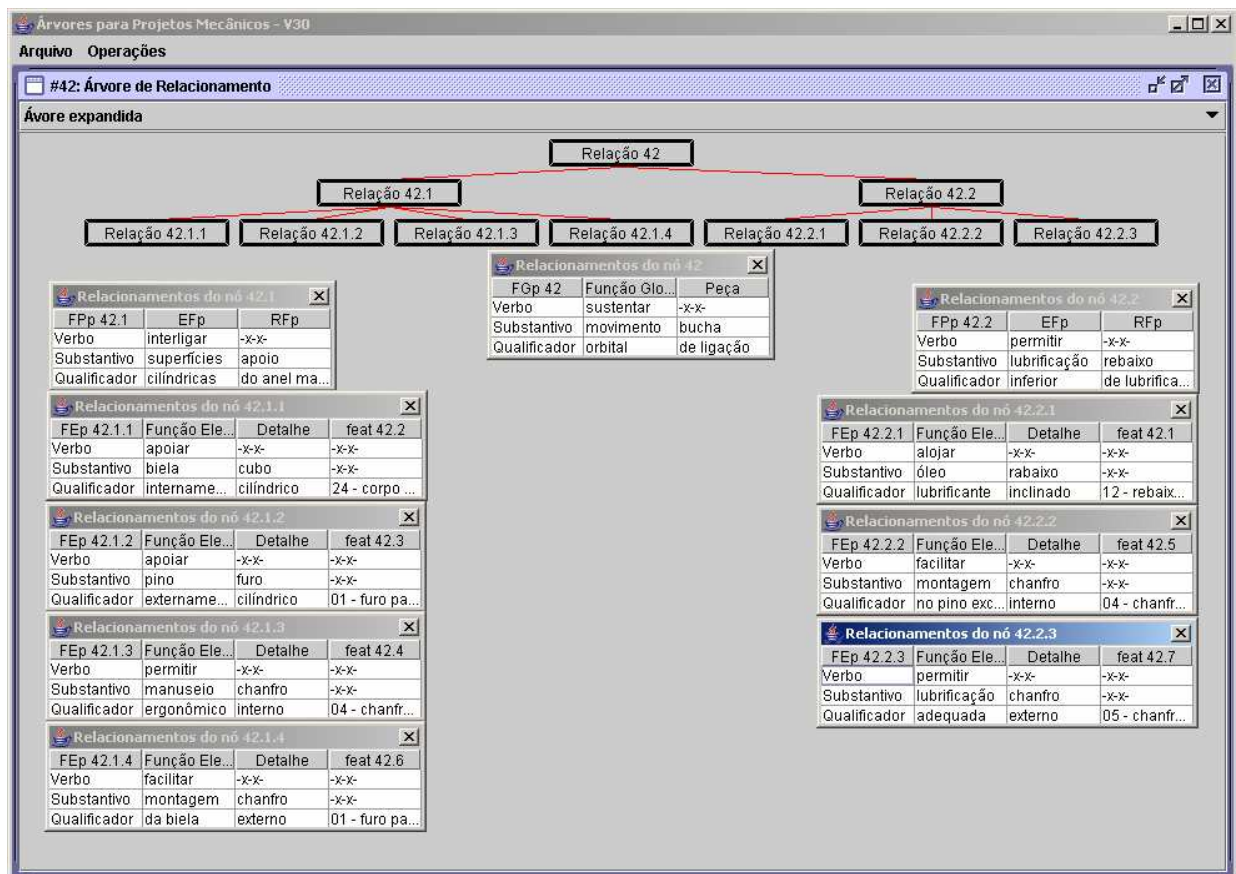 Árvores para Projetos Mecânicos - V30
Arquivo Operações
#42: Árvore de Relacionamento
Ávore expandida
Relação 42
Relação 42.1 Relação 42.2
Relação 42.1.1 Relação 42.1.2 Relação 42.1.3 Relação 42.1.4 Relação 42.2.1 Relação 42.2.2 Relação 42.2.3
Relacionamentos do nó 42
FGp 42 Função Glo... Peça
Verbo sustentar -x-x-
Substantivo movimento bucha
Qualificador orbital de ligação
Relacionamentos do nó 42.1
FPp 42.1 EFp RFp
Verbo interligar -x-x-
Substantivo superfícies apoio
Qualificador cilíndricas do anel ma...
Relacionamentos do nó 42.1.1
FEp 42.1.1 Função Ele... Detalhe feat 42.2
Verbo apoiar -x-x- -x-x-
Substantivo biela cubo -x-x-
Qualificador intername... cilíndrico 24 - corpo ...
Relacionamentos do nó 42.1.2
FEp 42.1.2 Função Ele... Detalhe feat 42.3
Verbo apoiar -x-x- -x-x-
Substantivo pino furo -x-x-
Qualificador extername... cilíndrico 01 - furo pa...
Relacionamentos do nó 42.1.3
FEp 42.1.3 Função Ele... Detalhe feat 42.4
Verbo permitir -x-x- -x-x-
Substantivo manuseio chanfro -x-x-
Qualificador ergonômico interno 04 - chanfr...
Relacionamentos do nó 42.1.4
FEp 42.1.4 Função Ele... Detalhe feat 42.6
Verbo facilitar -x-x- -x-x-
Substantivo montagem chanfro -x-x-
Qualificador da biela externo 01 - furo pa...
Relacionamentos do nó 42.2
FPp 42.2 EFp RFp
Verbo permitir -x-x-
Substantivo lubrificação rebaixo
Qualificador inferior de lubrifica...
Relacionamentos do nó 42.2.1
FEp 42.2.1 Função Ele... Detalhe feat 42.1
Verbo alojar -x-x- -x-x-
Substantivo óleo rabaixo -x-x-
Qualificador lubrificante inclinado 12 - rebaix...
Relacionamentos do nó 42.2.2
FEp 42.2.2 Função Ele... Detalhe feat 42.5
Verbo facilitar -x-x- -x-x-
Substantivo montagem chanfro -x-x-
Qualificador no pino exc... interno 04 - chanfr...
Relacionamentos do nó 42.2.3
FEp 42.2.3 Função Ele... Detalhe feat 42.7
Verbo permitir -x-x- -x-x-
Substantivo lubrificação chanfro -x-x-
Qualificador adequada externo 05 - chanfr...